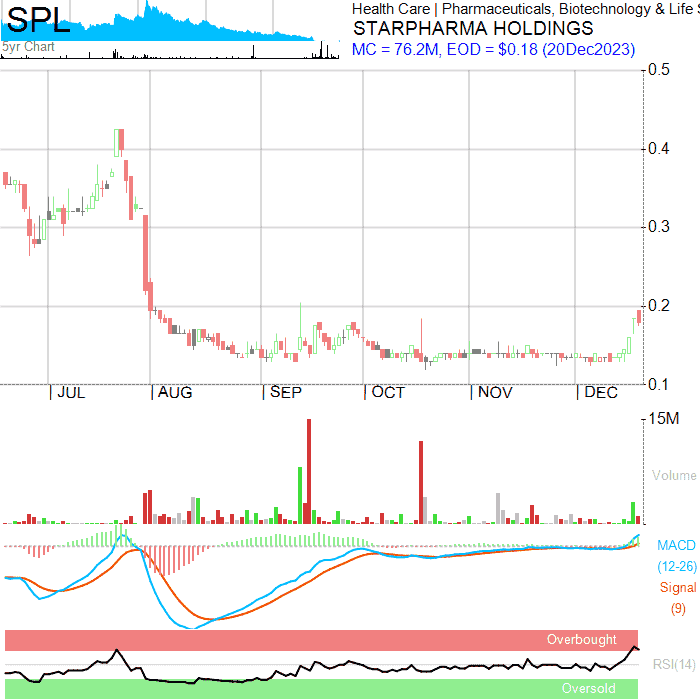 SPL
5yr Chart
Health Care | Pharmaceuticals, Biotechnology & Life
STARPHARMA HOLDINGS
MC = 76.2M, EOD = $0.18 (20Dec2023)
0.5
0.4
0.3
0.2
0.1
| JUL | AUG | SEP | OCT | NOV | DEC
15M
Volume
MACD
(12-26)
Signal
(9)
Overbought
RSI(14)
Oversold